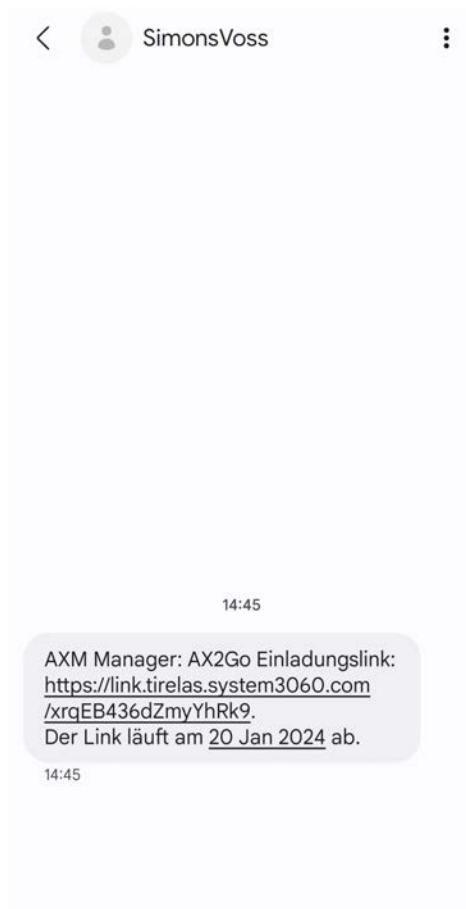 SimonsVoss
14:45
AXM Manager: AX2Go Einladungslink:
https://link.tirelas.system3060.com
/xrqEB436dZmyYhRk9.
Der Link läuft am 20 Jan 2024 ab.
14:45